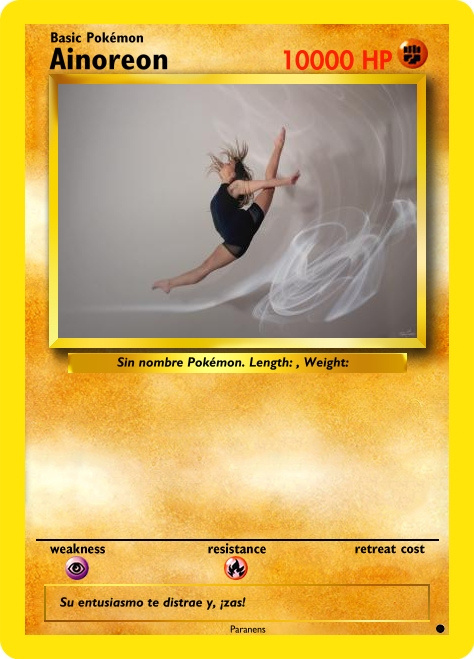 Basic Pokémon
Ainoreon
10000 HP
Sin nombre Pokémon. Length: , Weight:
weakness
resistance
retreat cost
Su entusiasmo te distrae y, ¡zas!
Paranens